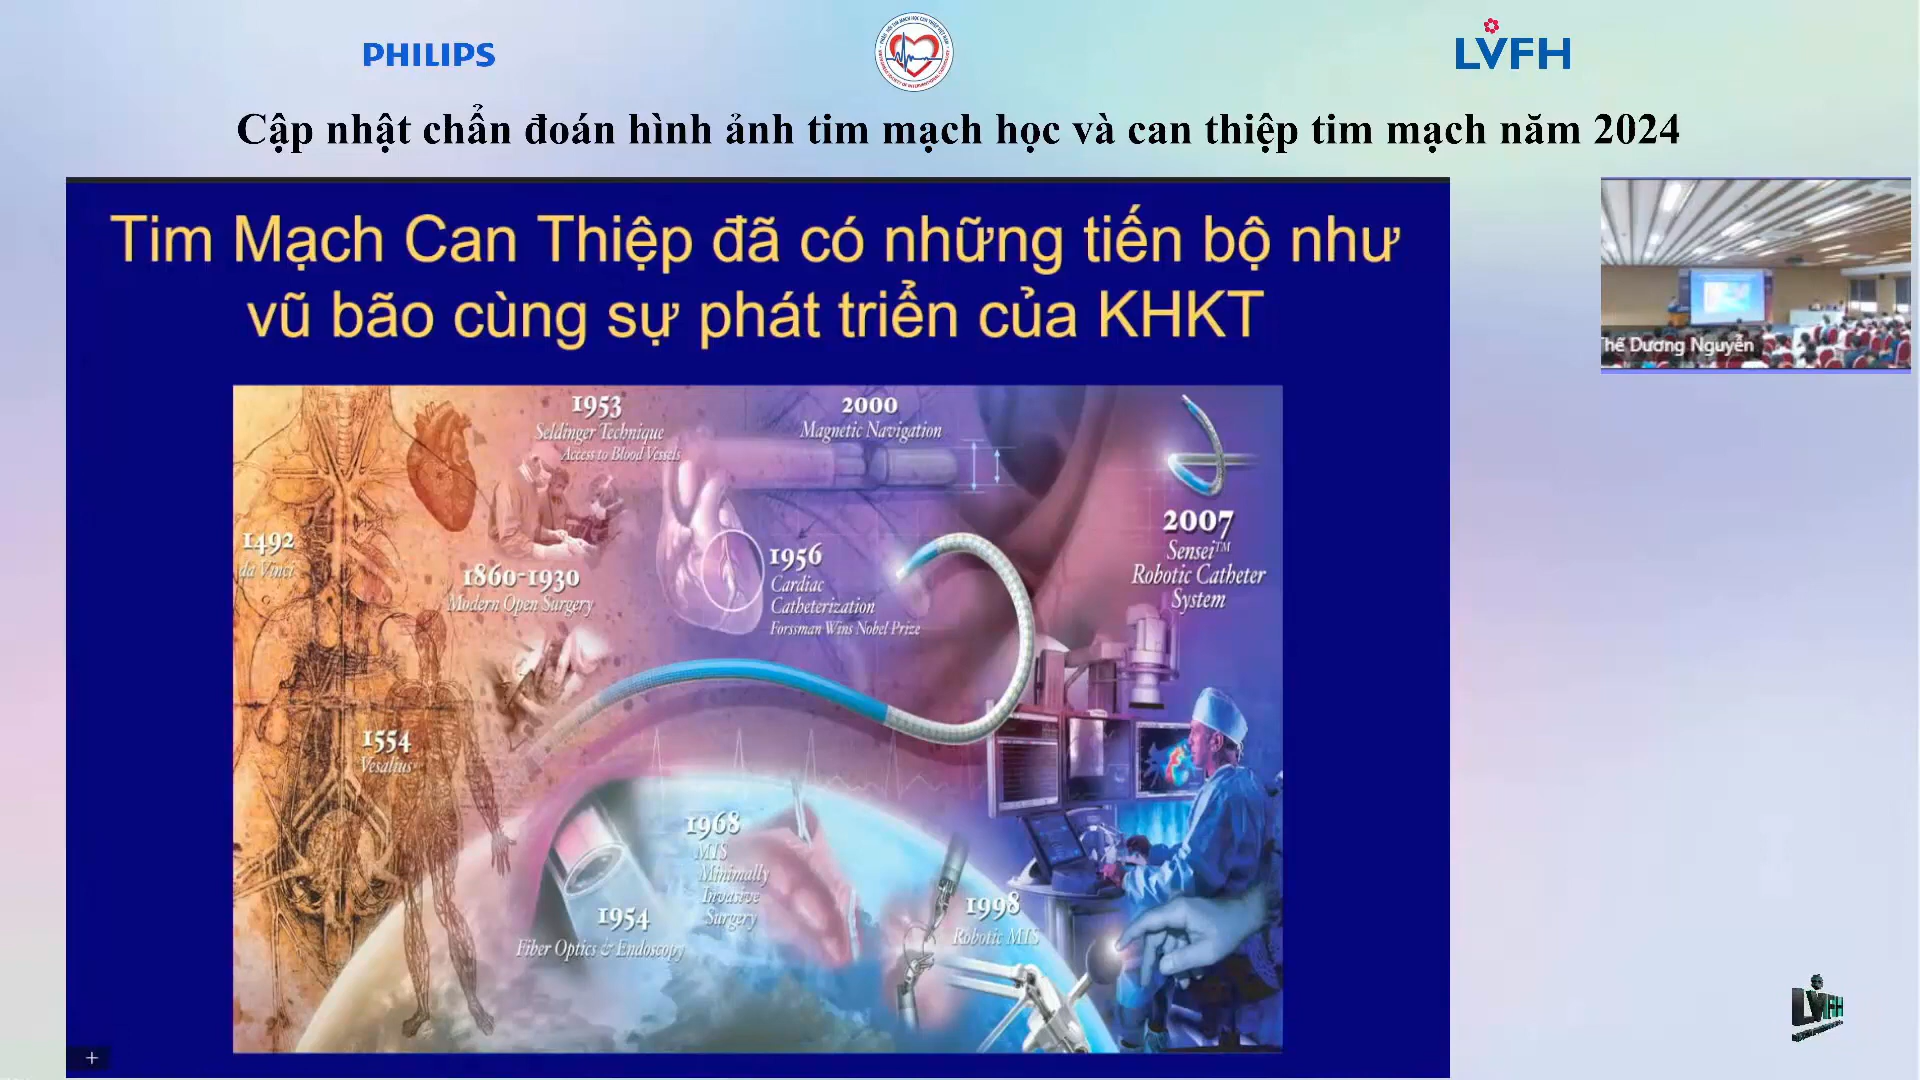 PHILIPS
LVFH
Cập nhật chẩn đoán hình ảnh tim mạch học và can thiệp tim mạch năm 2024
Tim Mạch Can Thiệp đã có những tiến bộ như
vũ bão cùng sự phát triển của KHKT
Thế Dương Nguyễn
1953
Seldinger Technique
Access to Blood Vessels
2000
Magnetic Navigation
1492
da Vinci
1860-1930
Modern Open Surgery
1956
Cardiac
Catheterization
Forssman Wins Nobel Prize
2007
Sensei™
Robotic Catheter
System
1554
Vesalius
1968
MIS
Minimally
Invasive
Surgery
1954
Fiber Optics & Endoscopy
1998
Robotic MIS
LVFH